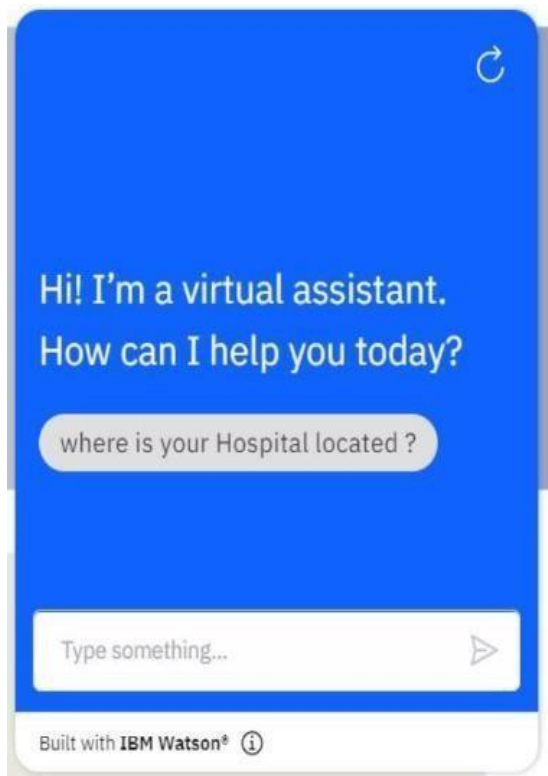 Hi! I'm a virtual assistant.
How can I help you today?
where is your Hospital located ?
Type something...
Built with IBM Watson®